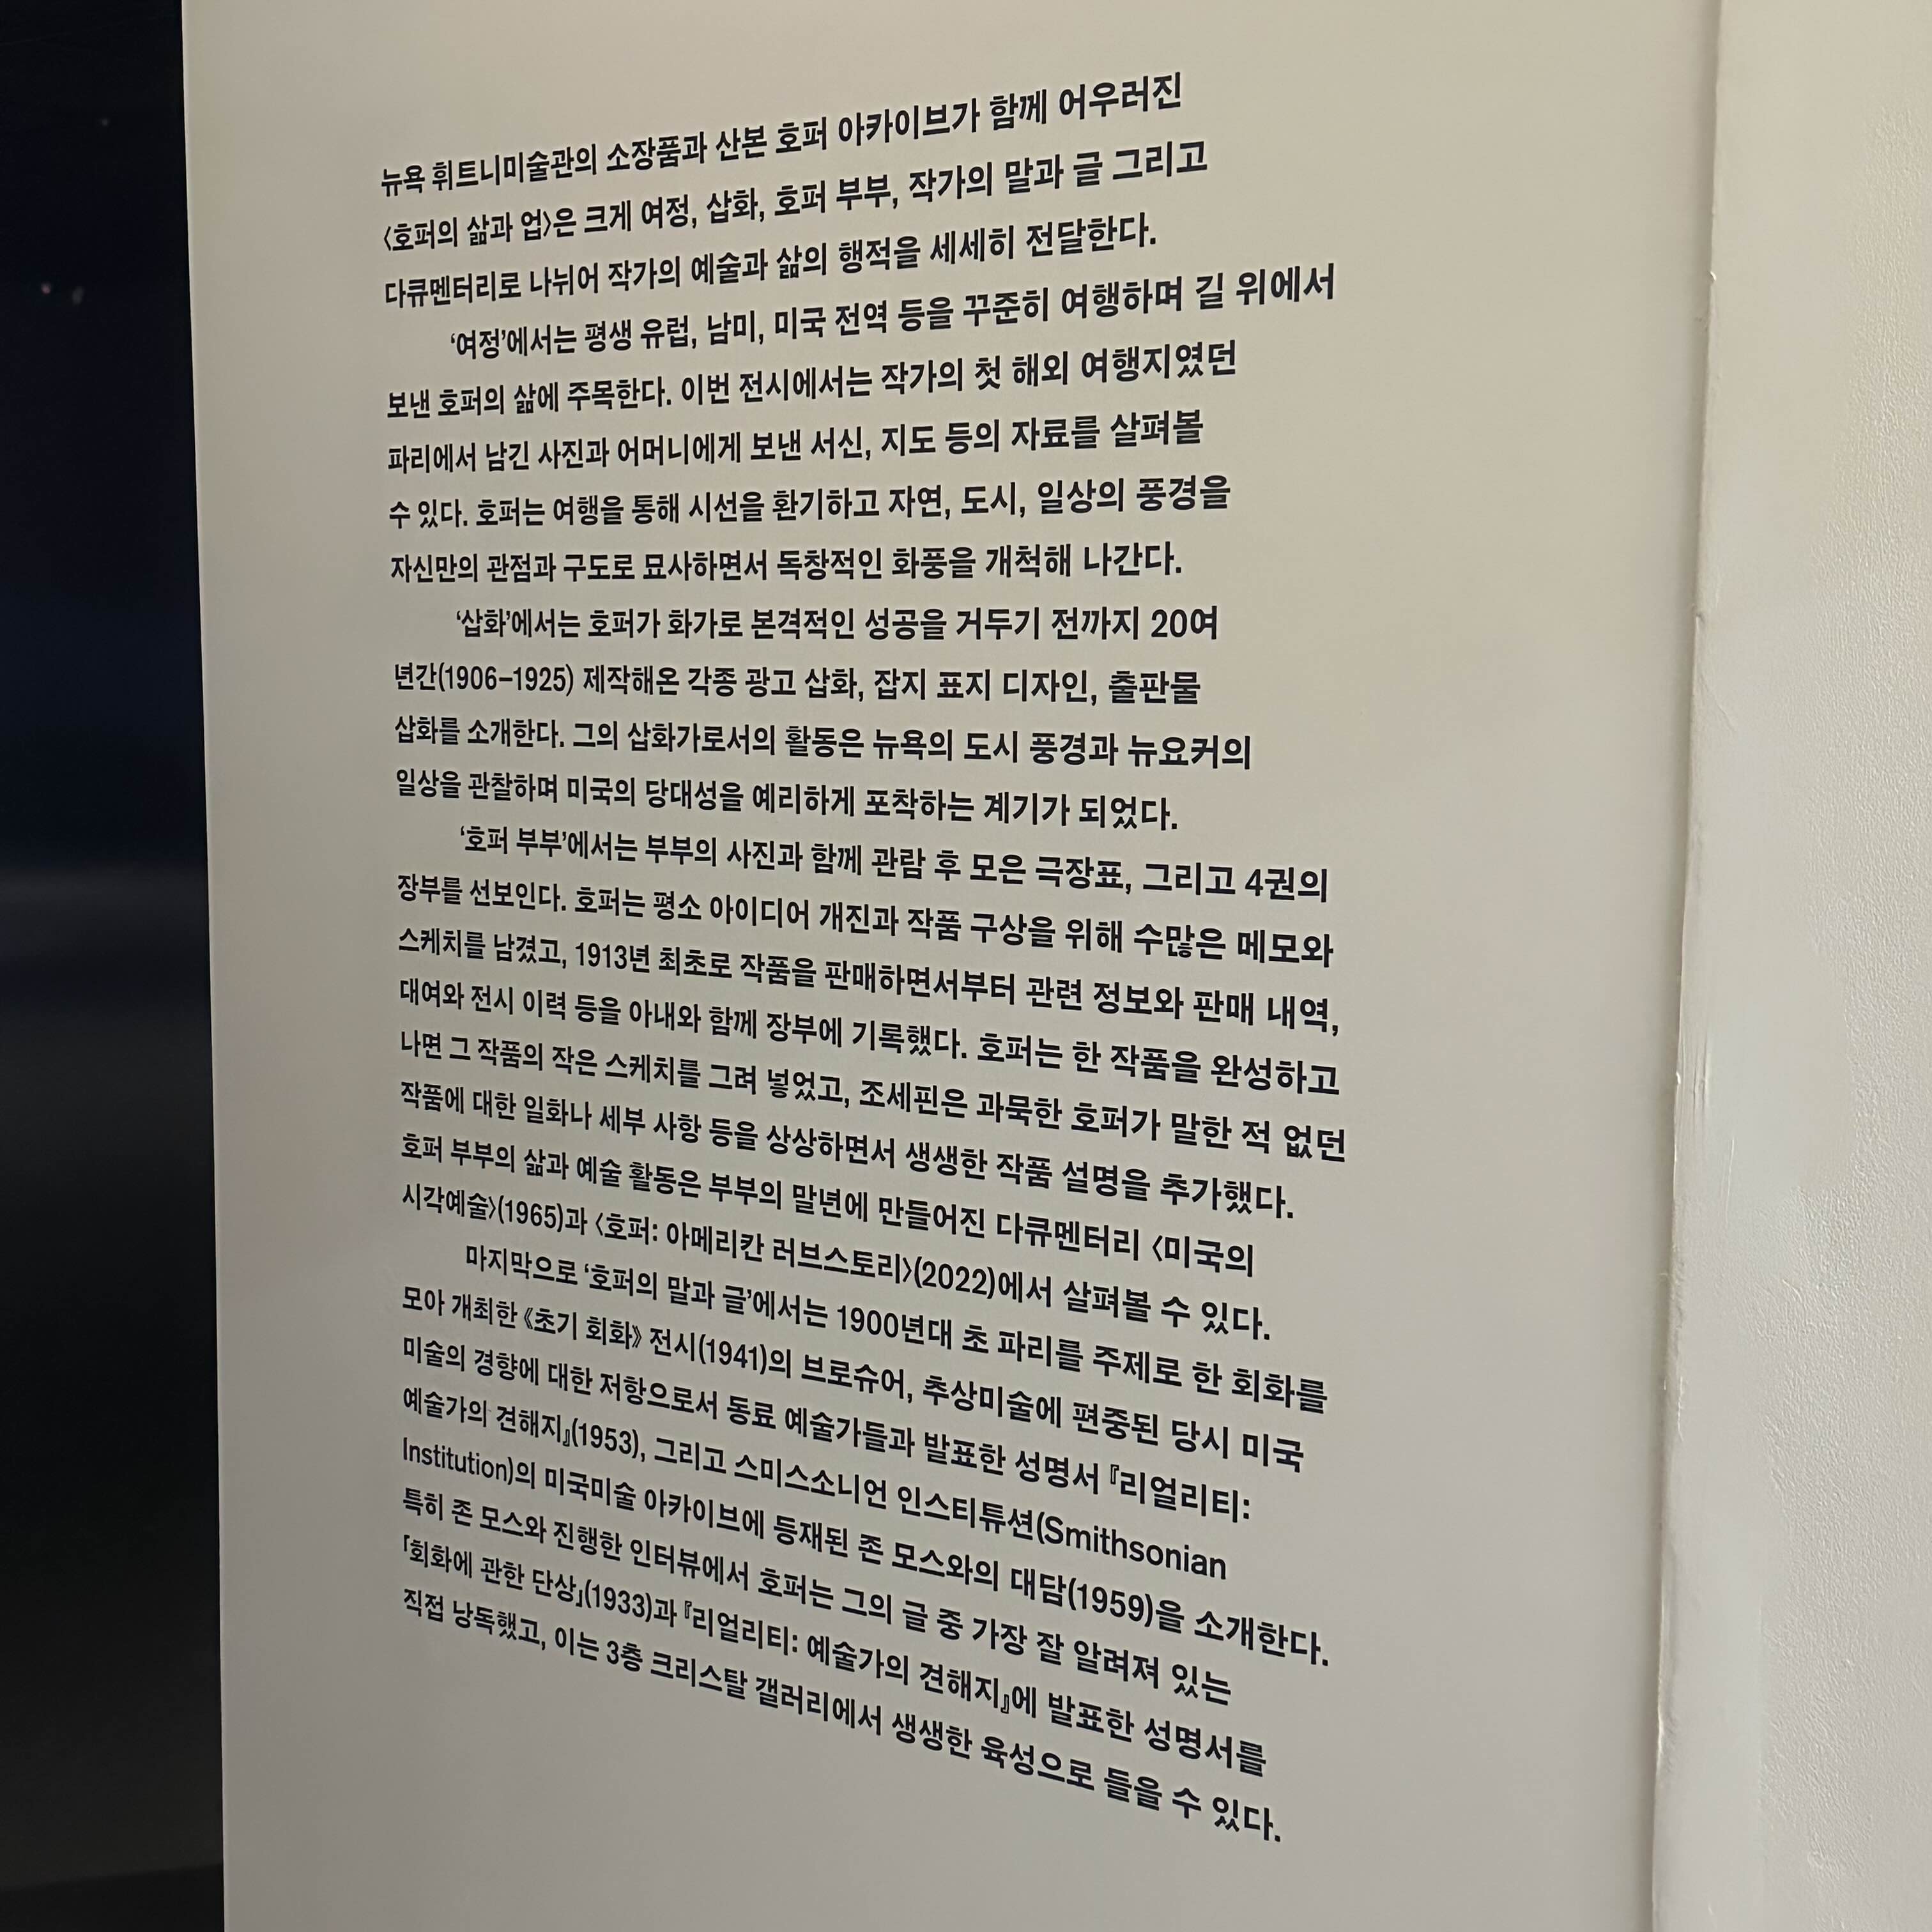 뉴욕 휘트니미술관의 소장품과 산본 호퍼 아카이브가 함께 어우러진
〈호퍼의 삶과 업〉은 크게 여정, 삽화, 호퍼 부부, 작가의 말과 글 그리고
다큐멘터리로 나뉘어 작가의 예술과 삶의 행적을 세세히 전달한다.
‘여정’에서는 평생 유럽, 남미, 미국 전역 등을 꾸준히 여행하며 길 위에서
보낸 호퍼의 삶에 주목한다. 이번 전시에서는 작가의 첫 해외 여행지였던
파리에서 남긴 사진과 어머니에게 보낸 서신, 지도 등의 자료를 살펴볼
수 있다. 호퍼는 여행을 통해 시선을 환기하고 자연, 도시, 일상의 풍경을
자신만의 관점과 구도로 묘사하면서 독창적인 화풍을 개척해 나간다.
‘삽화’에서는 호퍼가 화가로 본격적인 성공을 거두기 전까지 20여
년간(1906–1925) 제작해온 각종 광고 삽화, 잡지 표지 디자인, 출판물
삽화를 소개한다. 그의 삽화가로서의 활동은 뉴욕의 도시 풍경과 뉴요커의
일상을 관찰하며 미국의 당대성을 예리하게 포착하는 계기가 되었다.
‘호퍼 부부’에서는 부부의 사진과 함께 관람 후 모은 극장표, 그리고 4권의
장부를 선보인다. 호퍼는 평소 아이디어 개진과 작품 구상을 위해 수많은 메모와
스케치를 남겼고, 1913년 최초로 작품을 판매하면서부터 관련 정보와 판매 내역,
대여와 전시 이력 등을 아내와 함께 장부에 기록했다. 호퍼는 한 작품을 완성하고
나면 그 작품의 작은 스케치를 그려 넣었고, 조세핀은 과묵한 호퍼가 말한 적 없던
작품에 대한 일화나 세부 사항 등을 상상하면서 생생한 작품 설명을 추가했다.
호퍼 부부의 삶과 예술 활동은 부부의 말년에 만들어진 다큐멘터리 〈미국의
시각예술〉(1965)과 〈호퍼: 아메리칸 러브스토리〉(2022)에서 살펴볼 수 있다.
마지막으로 ‘호퍼의 말과 글’에서는 1900년대 초 파리를 주제로 한 회화를
모아 개최한 《초기 회화》 전시(1941)의 브로슈어, 추상미술에 편중된 당시 미국
미술의 경향에 대한 저항으로서 동료 예술가들과 발표한 성명서 『리얼리티:
예술가의 견해지』(1953), 그리고 스미스소니언 인스티튜션(Smithsonian
Institution)의 미국미술 아카이브에 등재된 존 모스와의 대담(1959)을 소개한다.
특히 존 모스와 진행한 인터뷰에서 호퍼는 그의 글 중 가장 잘 알려져 있는
「회화에 관한 단상」(1933)과 『리얼리티: 예술가의 견해지』에 발표한 성명서를
직접 낭독했고, 이는 3층 크리스탈 갤러리에서 생생한 육성으로 들을 수 있다.